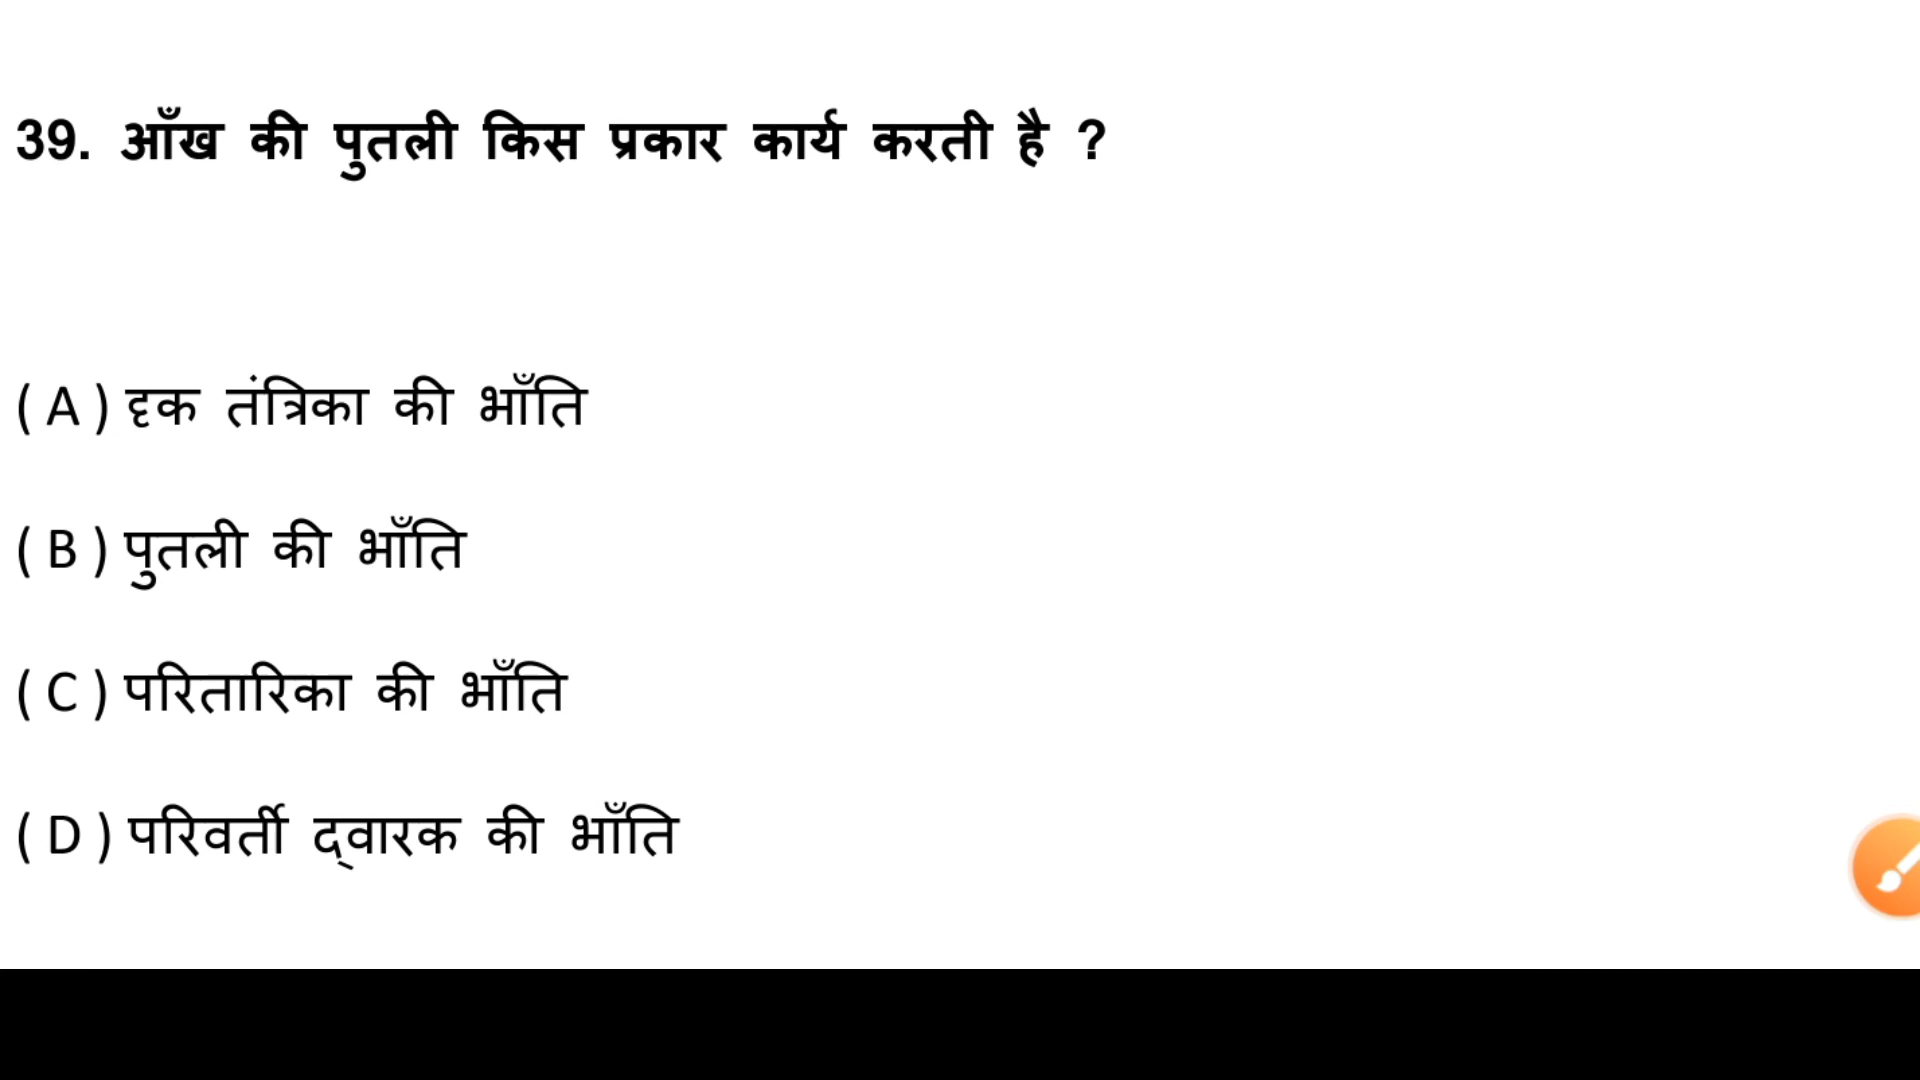 39. आँख की पुतली किस प्रकार कार्य करती है ?
( A ) दृक तंत्रिका की भाँति
( B ) पुतली की भाँति
( C ) परितारिका की भाँति
( D ) परिवर्ती द्वारक की भाँति